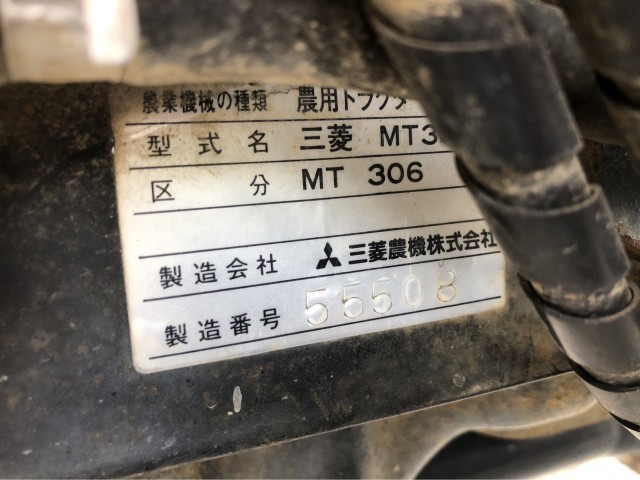 農業機械の種類 農用トラクター
型式名 三菱 MT3
区分 MT 306
製造会社 三菱農機株式会社
製造番号 55508